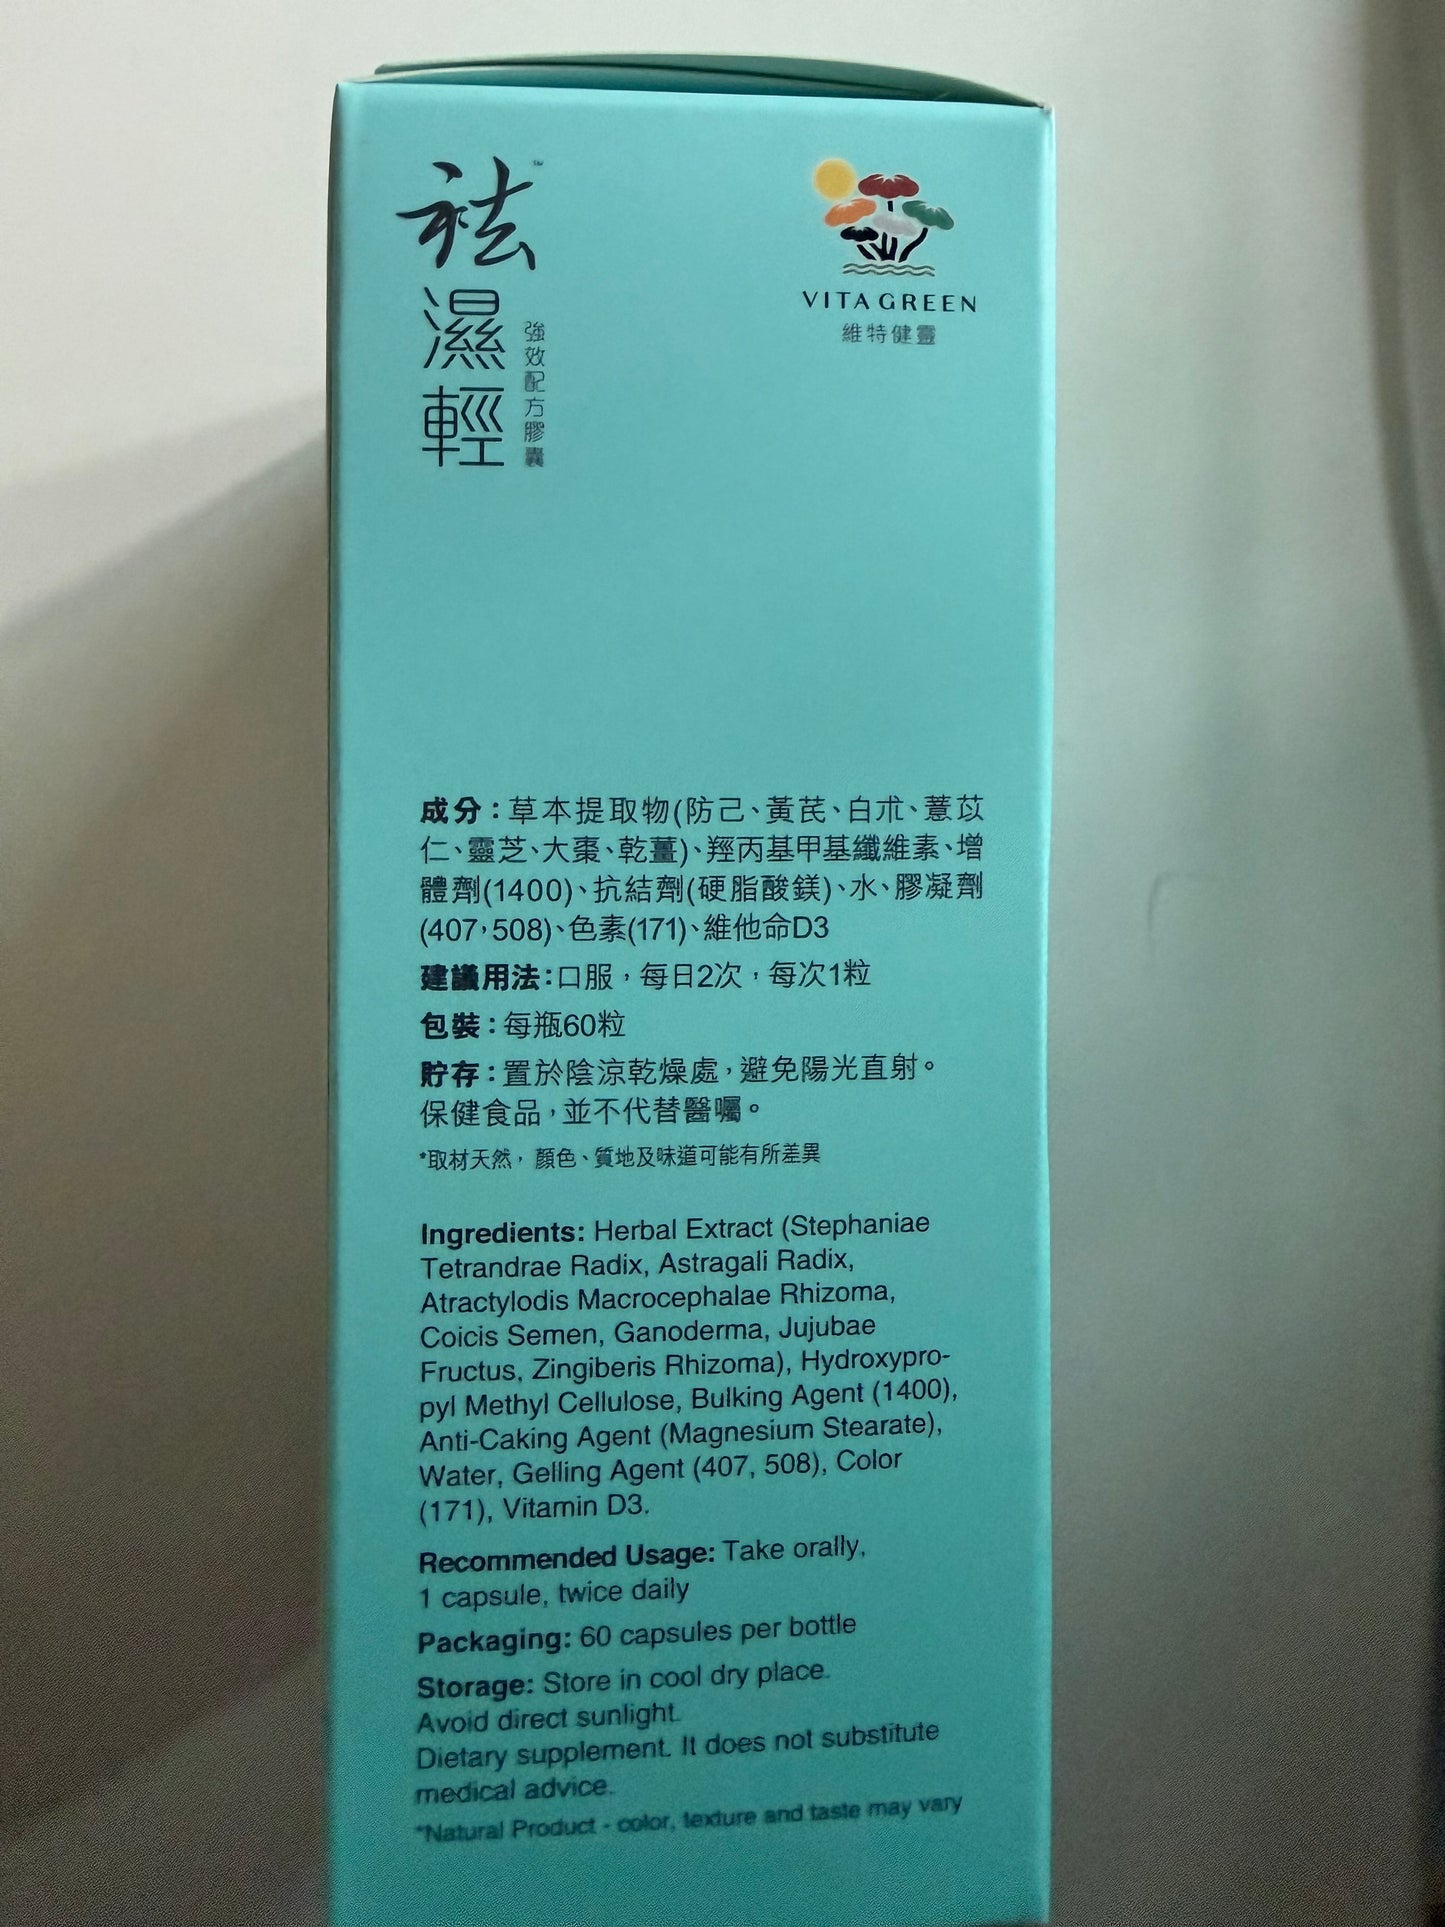 祛™
濕
輕
強效配方膠囊
VITAGREEN
維特健靈
成分：草本提取物(防己、黃芪、白朮、薏苡
仁、靈芝、大棗、乾薑)、羥丙基甲基纖維素、增
體劑(1400)、抗結劑(硬脂酸鎂)、水、膠凝劑
(407，508)、色素(171)、維他命D3
建議用法：口服，每日2次，每次1粒
包裝：每瓶60粒
貯存：置於陰涼乾燥處，避免陽光直射。
保健食品，並不代替醫囑。
*取材天然，顏色、質地及味道可能有所差異
Ingredients: Herbal Extract (Stephaniae
Tetrandrae Radix, Astragali Radix,
Atractylodis Macrocephalae Rhizoma,
Coicis Semen, Ganoderma, Jujubae
Fructus, Zingiberis Rhizoma), Hydroxypro-
pyl Methyl Cellulose, Bulking Agent (1400),
Anti-Caking Agent (Magnesium Stearate),
Water, Gelling Agent (407, 508), Color
(171), Vitamin D3.
Recommended Usage: Take orally,
1 capsule, twice daily
Packaging: 60 capsules per bottle
Storage: Store in cool dry place.
Avoid direct sunlight.
Dietary supplement. It does not substitute
medical advice.
*Natural Product - color, texture and taste may vary